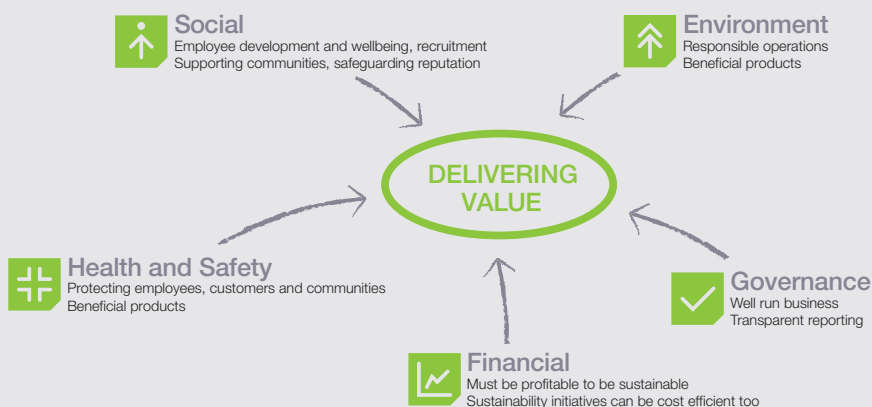 Social
Employee development and wellbeing, recruitment
Supporting communities, safeguarding reputation
Environment
Responsible operations
Beneficial products
DELIVERING
VALUE
Health and Safety
Protecting employees, customers and communities
Beneficial products
Governance
Well run business
Transparent reporting
Financial
Must be profitable to be sustainable
Sustainability initiatives can be cost efficient too